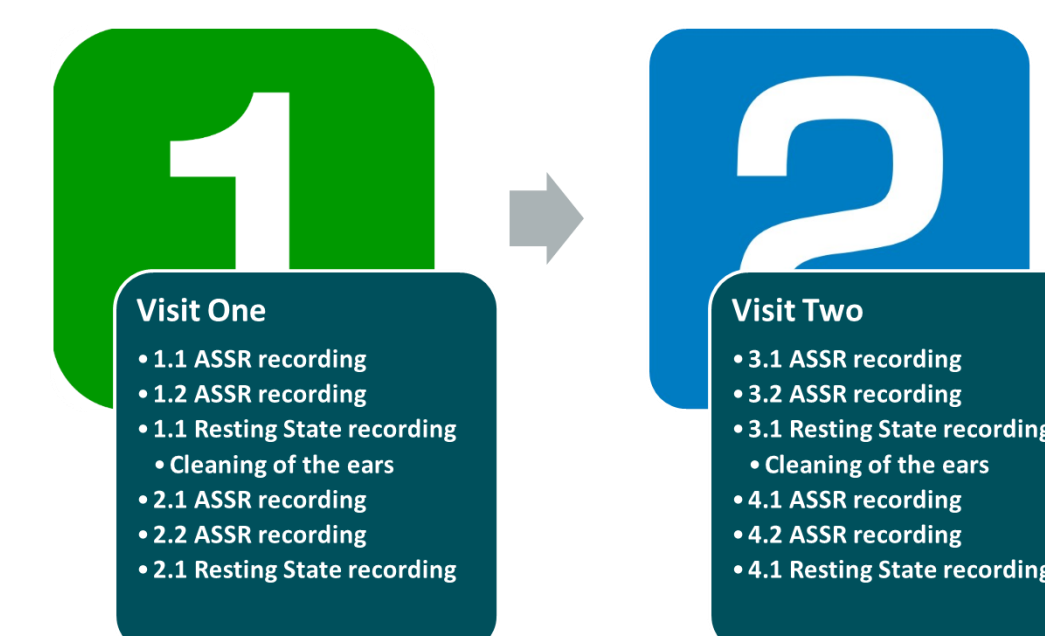 1
Visit One
• 1.1 ASSR recording
• 1.2 ASSR recording
• 1.1 Resting State recording
• Cleaning of the ears
• 2.1 ASSR recording
• 2.2 ASSR recording
• 2.1 Resting State recording
2
Visit Two
• 3.1 ASSR recording
• 3.2 ASSR recording
• 3.1 Resting State recording
• Cleaning of the ears
• 4.1 ASSR recording
• 4.2 ASSR recording
• 4.1 Resting State recording